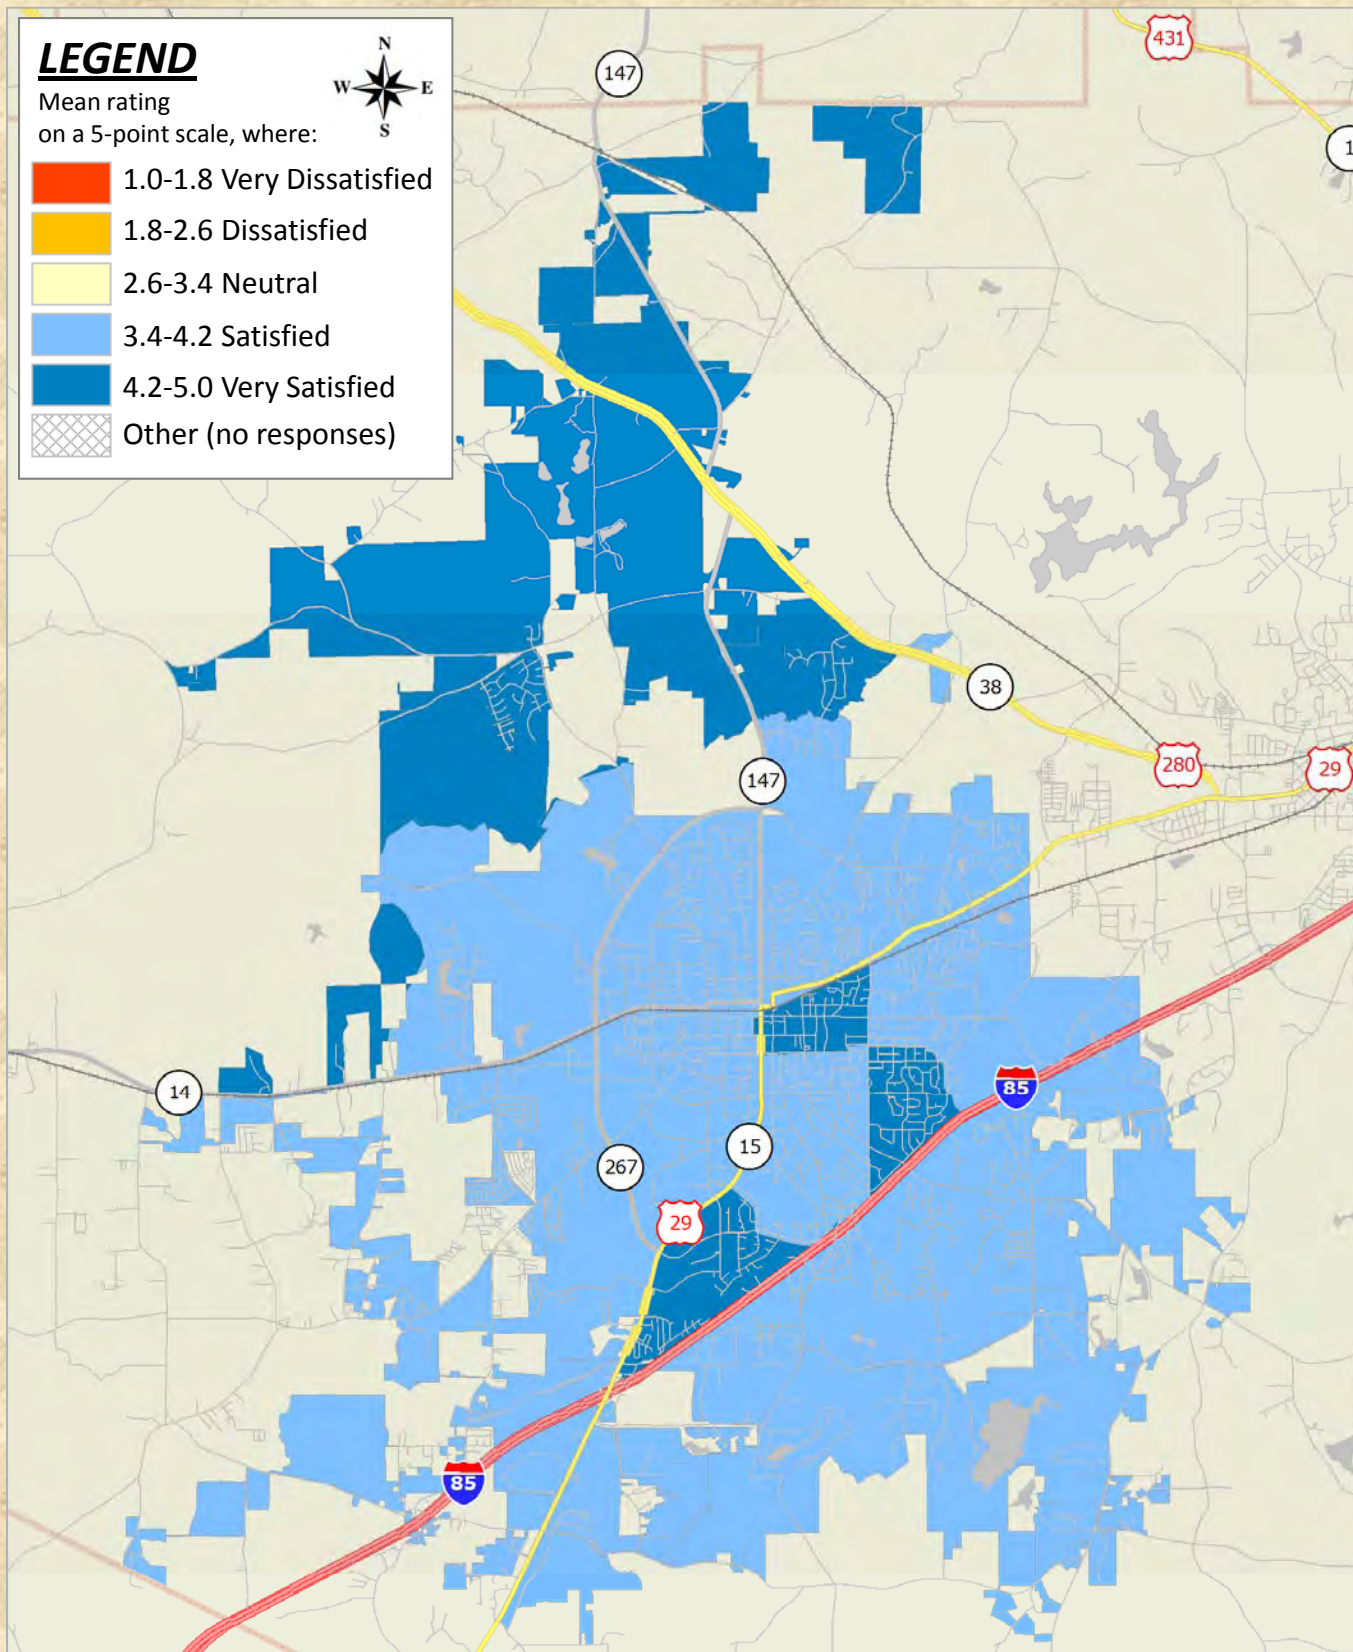 LEGEND
N
W E
S
Mean rating
on a 5-point scale, where:
1.0-1.8 Very Dissatisfied
1.8-2.6 Dissatisfied
2.6-3.4 Neutral
3.4-4.2 Satisfied
4.2-5.0 Very Satisfied
Other (no responses)
431
147
1
38
280
29
147
85
14
15
267
29
85